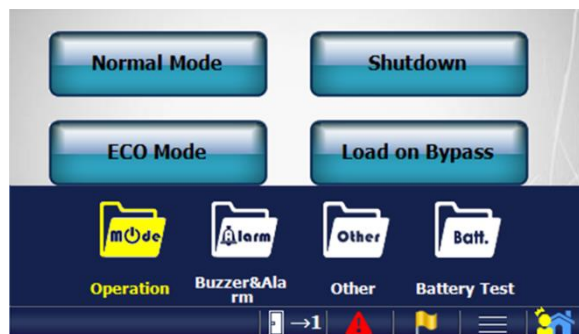 Normal Mode
Shutdown
ECO Mode
Load on Bypass
mode
Alarm
Other
Batt.
Operation
Buzzer&Ala
rm
Other
Battery Test
→1